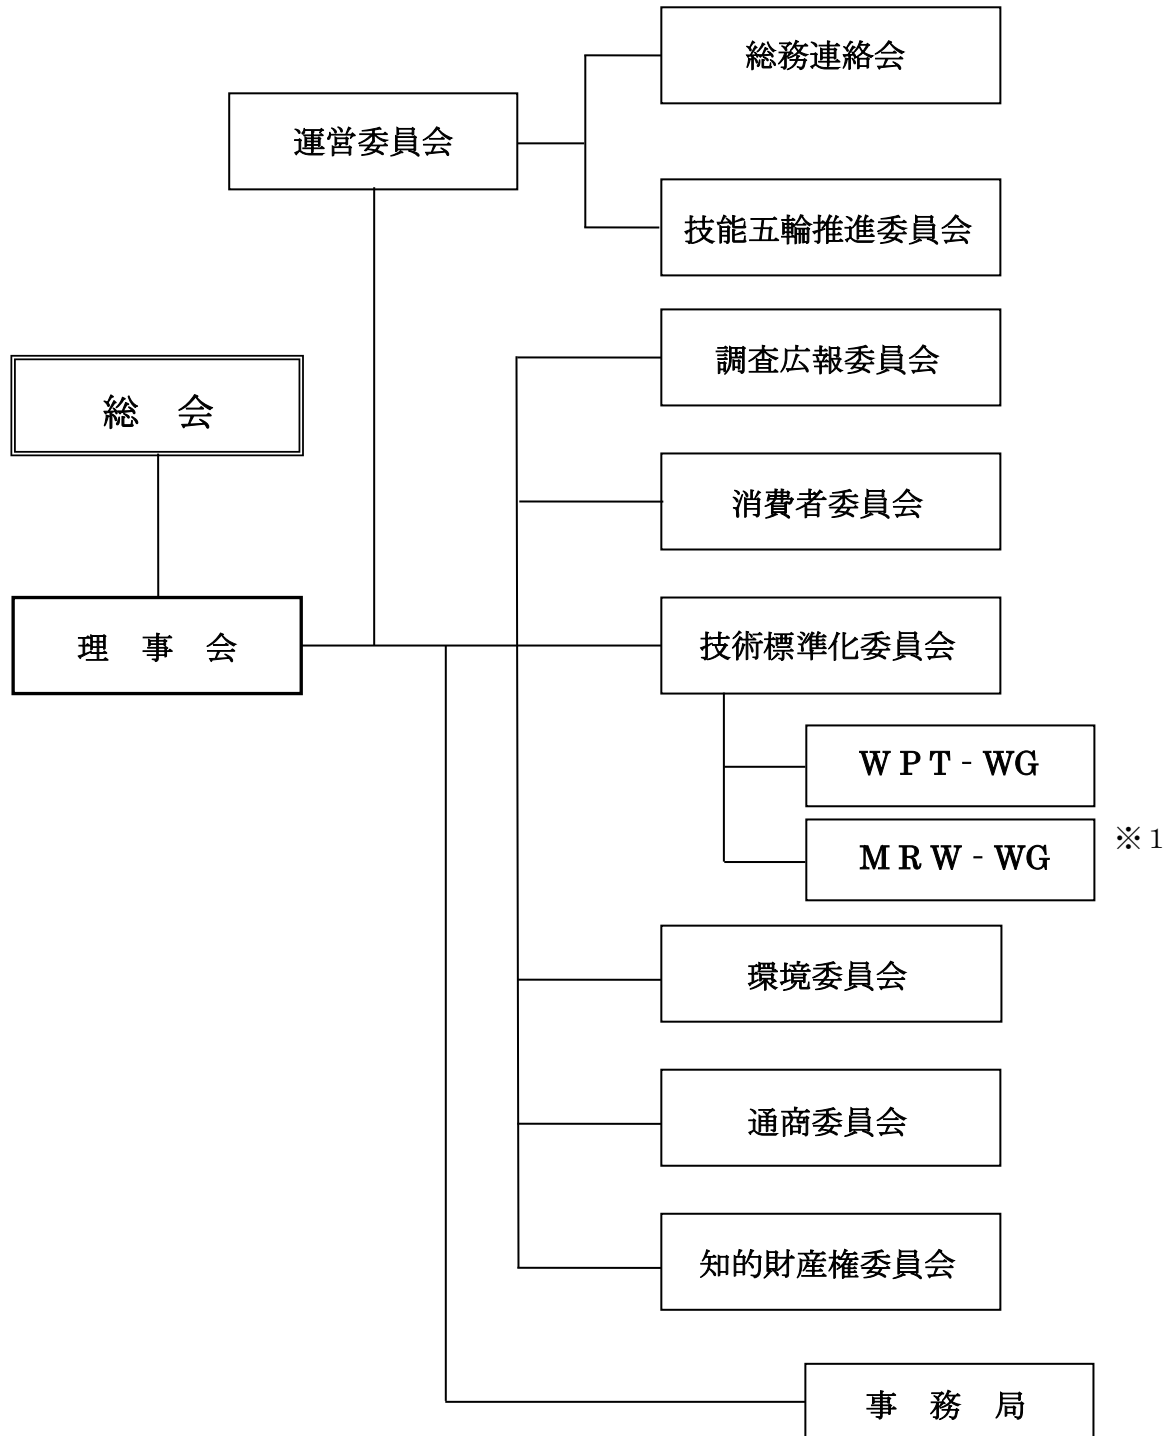 総務連絡会
運営委員会
技能五輪推進委員会
調査広報委員会
総　会
消費者委員会
理　事　会
技術標準化委員会
ＷＰＴ‐ＷＧ
ＭＲＷ‐ＷＧ
※１
環境委員会
通商委員会
知的財産権委員会
事　務　局